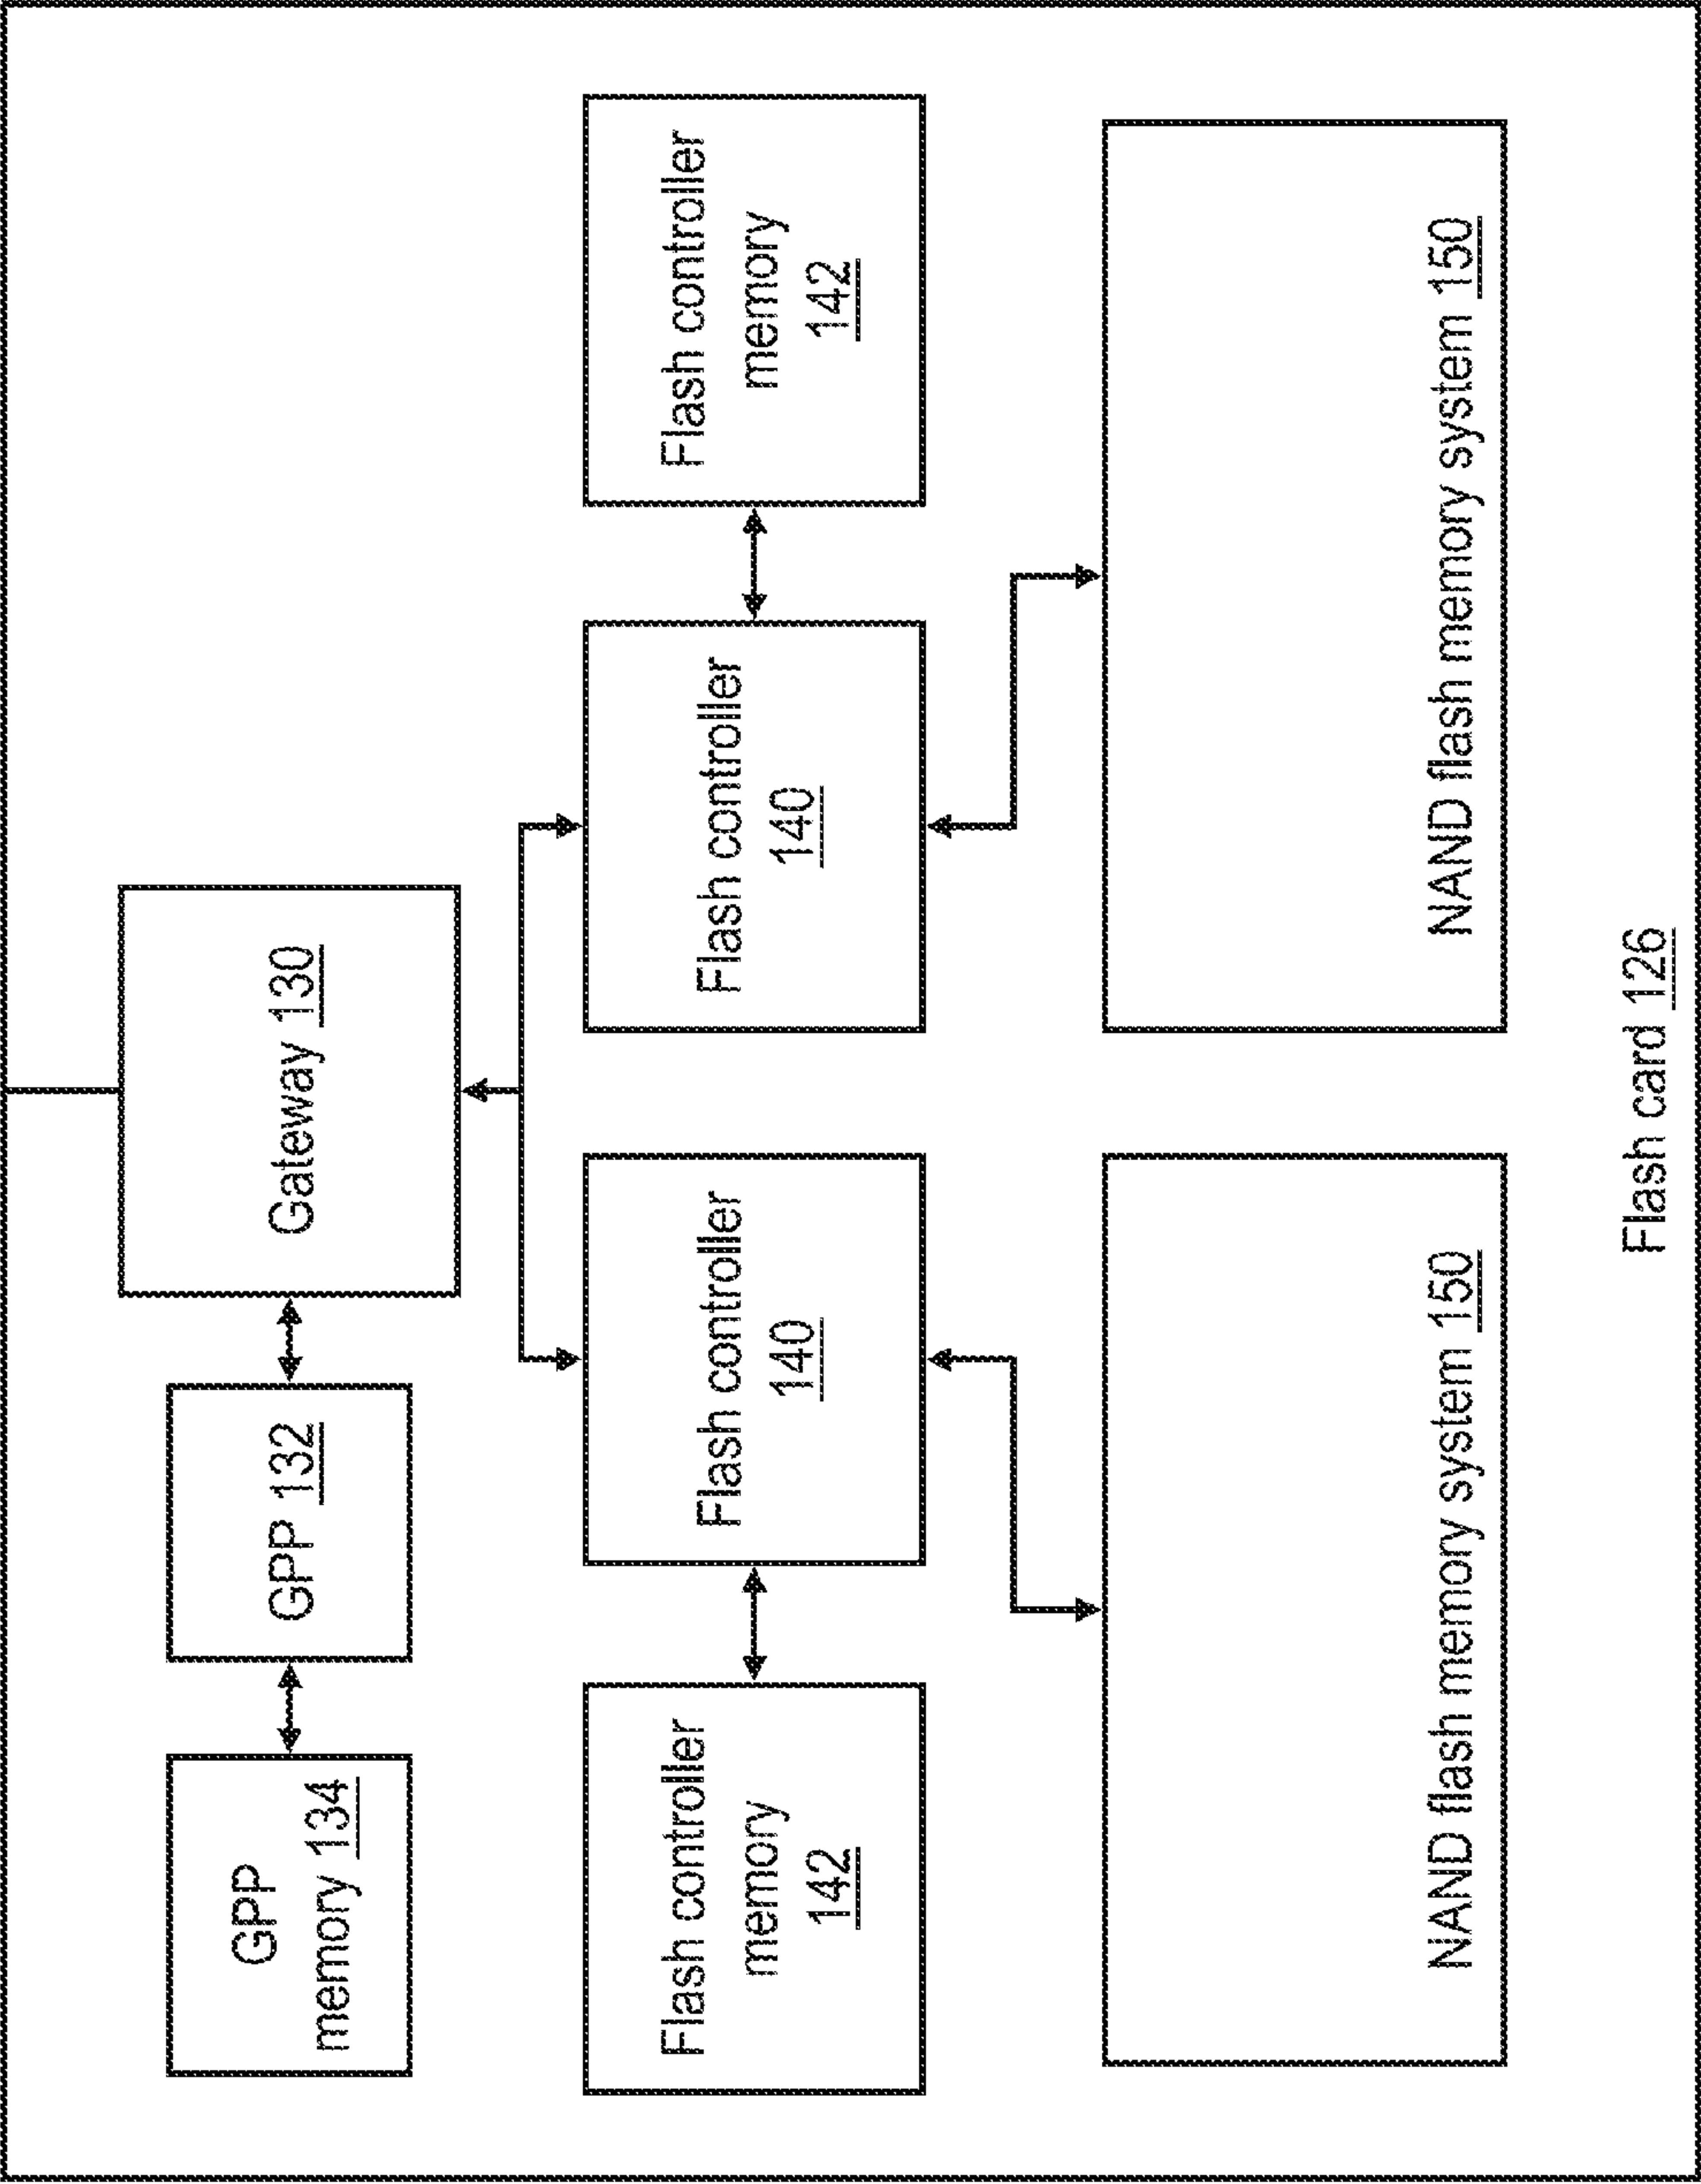 GPP
memory 134
GPP 132
Gateway 130
Flash controller
memory
142
Flash controller
140
Flash controller
140
Flash controller
memory
142
NAND flash memory system 150
NAND flash memory system 150
Flash card 126